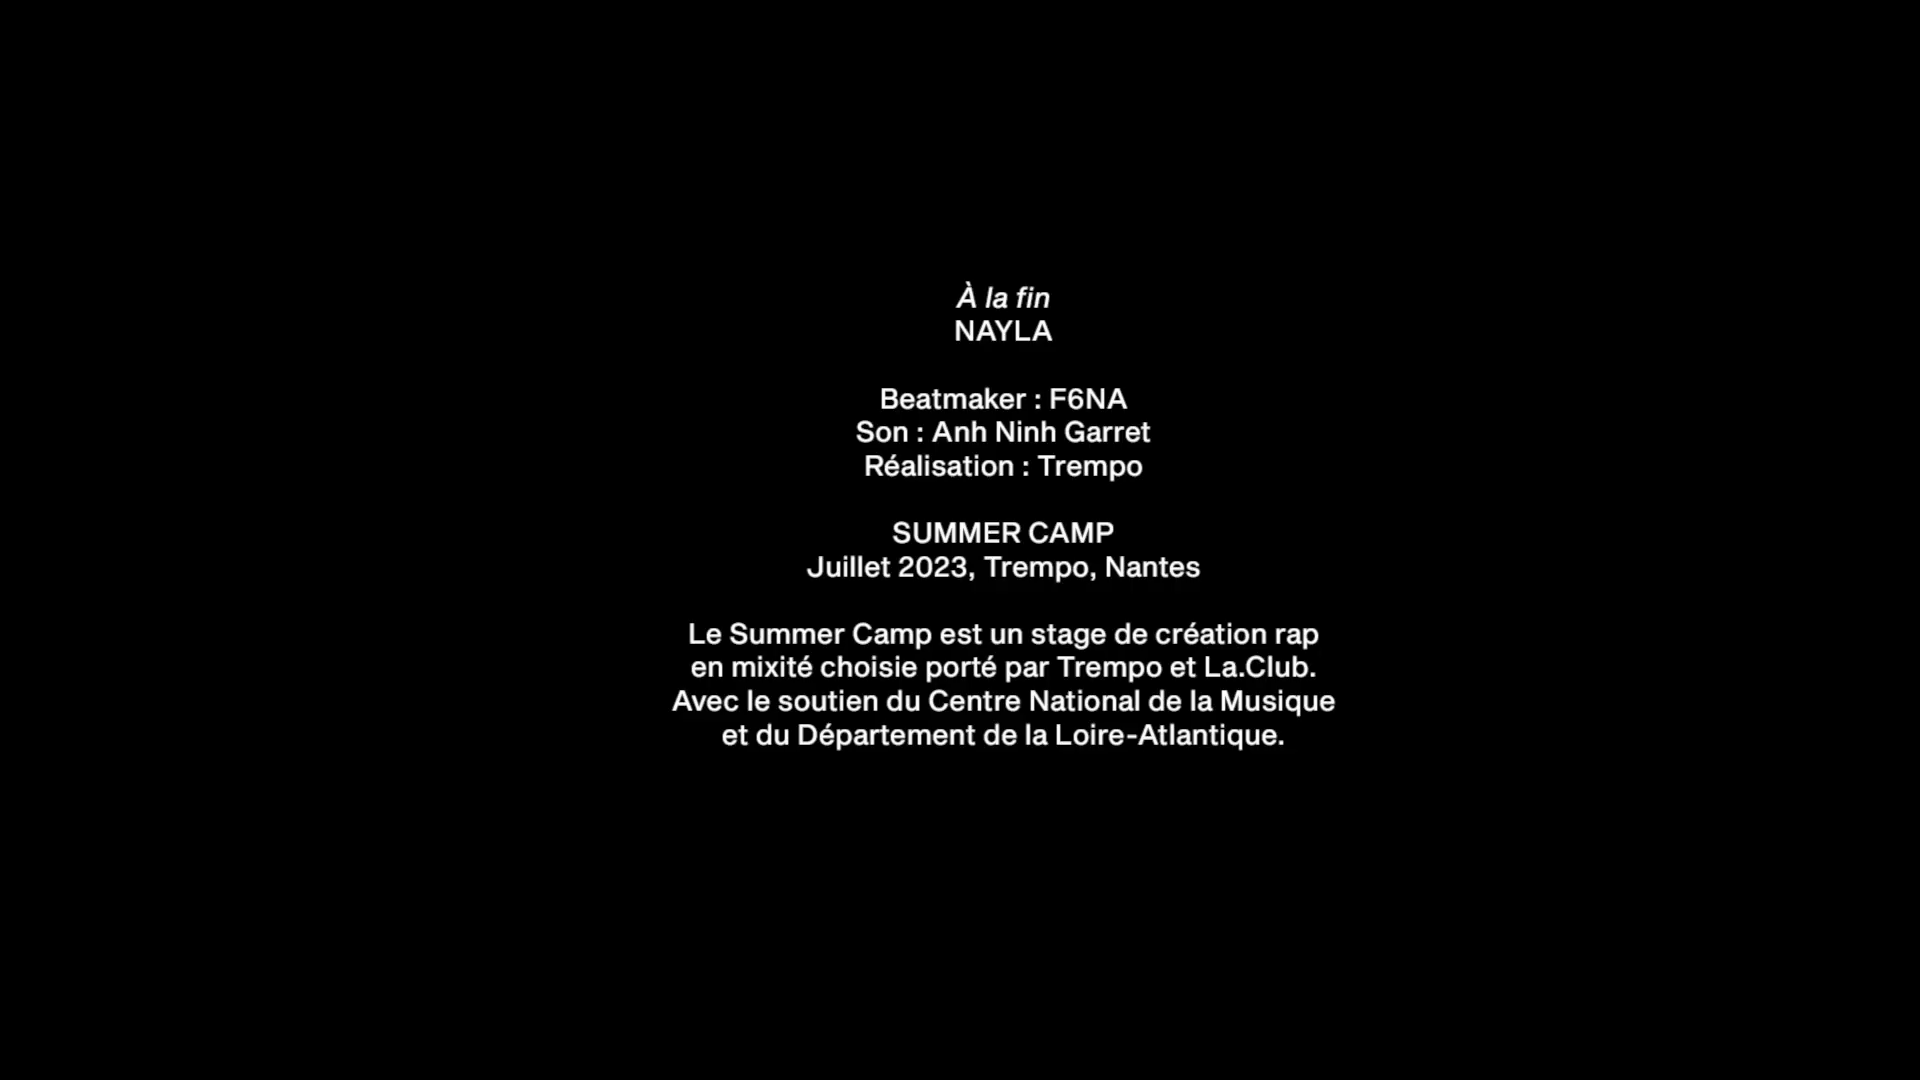 À la fin
NAYLA
Beatmaker : F6NA
Son : Anh Ninh Garret
Réalisation : Trempo
SUMMER CAMP
Juillet 2023, Trempo, Nantes
Le Summer Camp est un stage de création rap
en mixité choisie porté par Trempo et La.Club.
Avec le soutien du Centre National de la Musique
et du Département de la Loire-Atlantique.